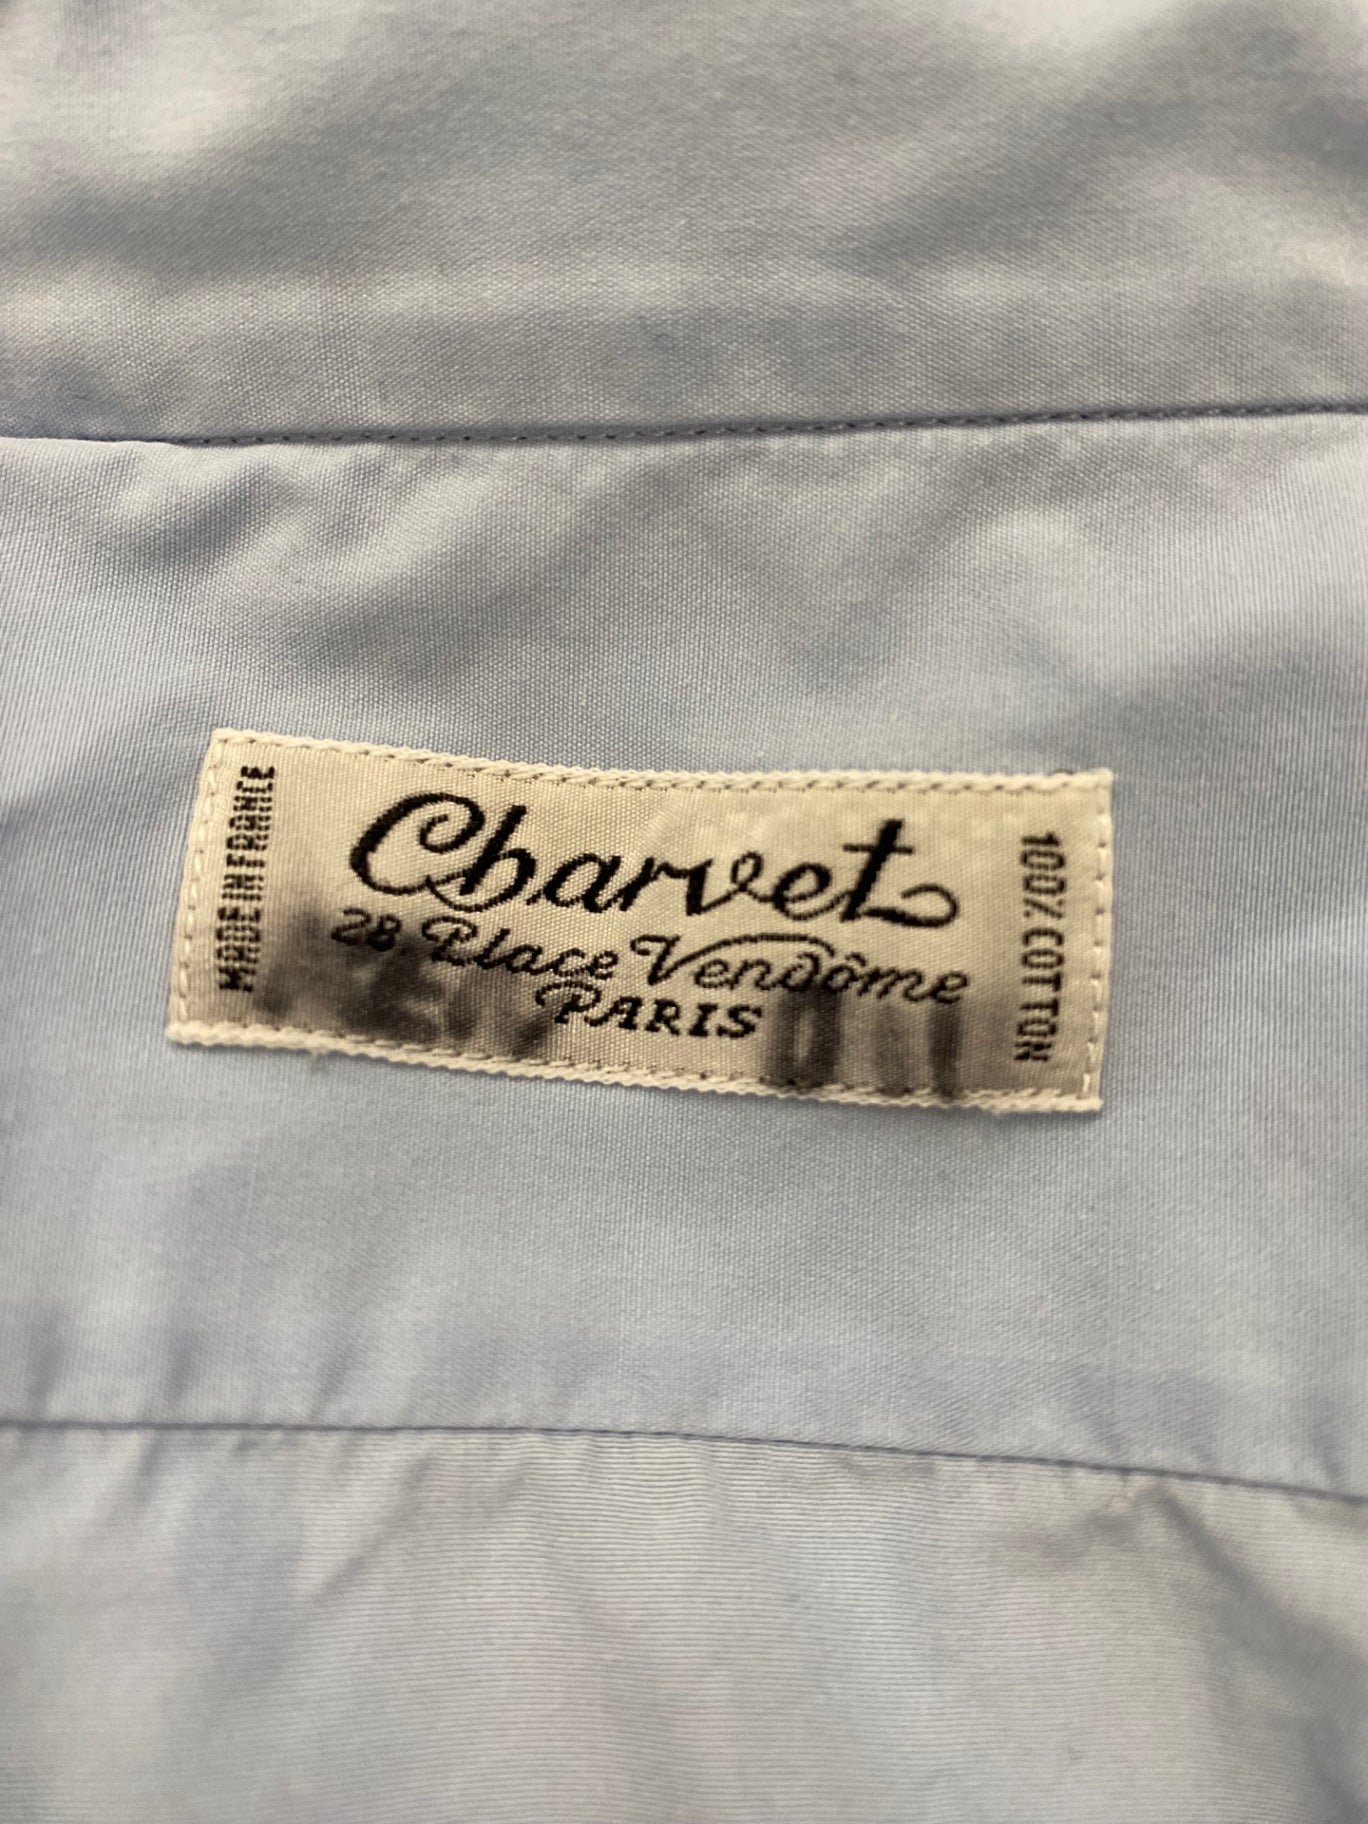 MADE IN FRANCE
Charvet
28 Place Vendôme
PARIS
100% COTTON